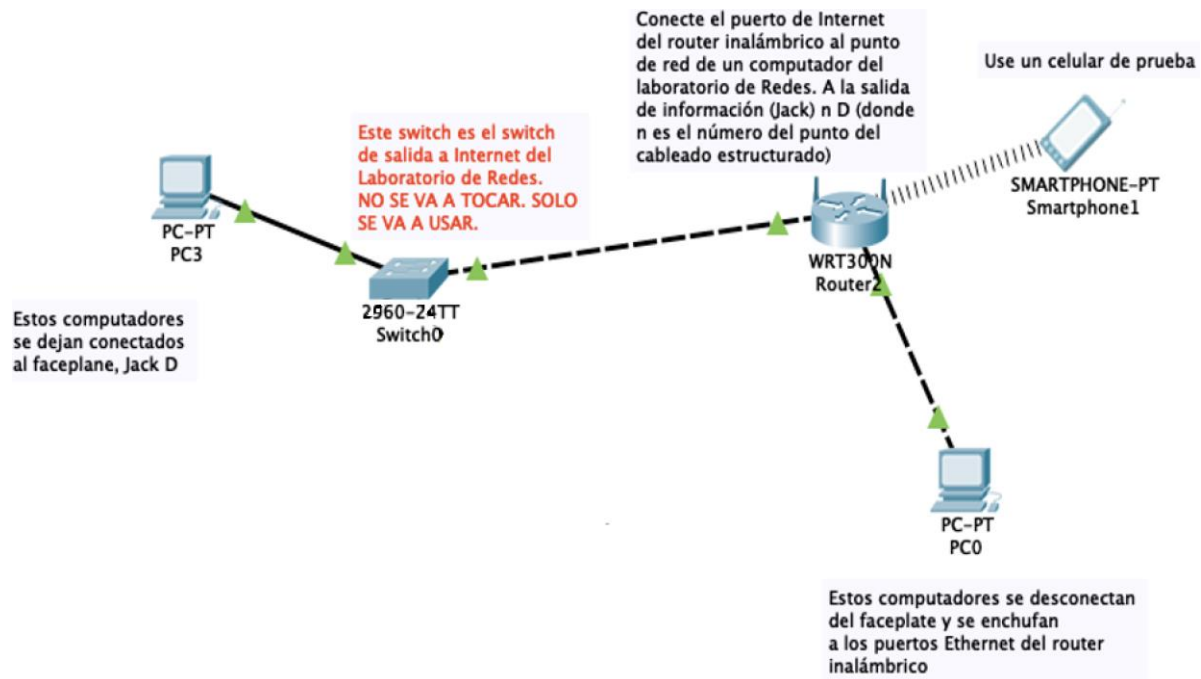 Conecte el puerto de Internet
del router inalámbrico al punto
de red de un computador del
laboratorio de Redes. A la salida
de información (Jack) n D (donde
n es el número del punto del
cableado estructurado)
Use un celular de prueba
Este switch es el switch
de salida a Internet del
Laboratorio de Redes.
NO SE VA A TOCAR. SOLO
SE VA A USAR.
SMARTPHONE-PT
Smartphone1
PC-PT
PC3
WRT300N
Router2
2960-24TT
Switch0
Estos computadores
se dejan conectados
al faceplane, Jack D
PC-PT
PC0
Estos computadores se desconectan
del faceplate y se enchufan
a los puertos Ethernet del router
inalámbrico